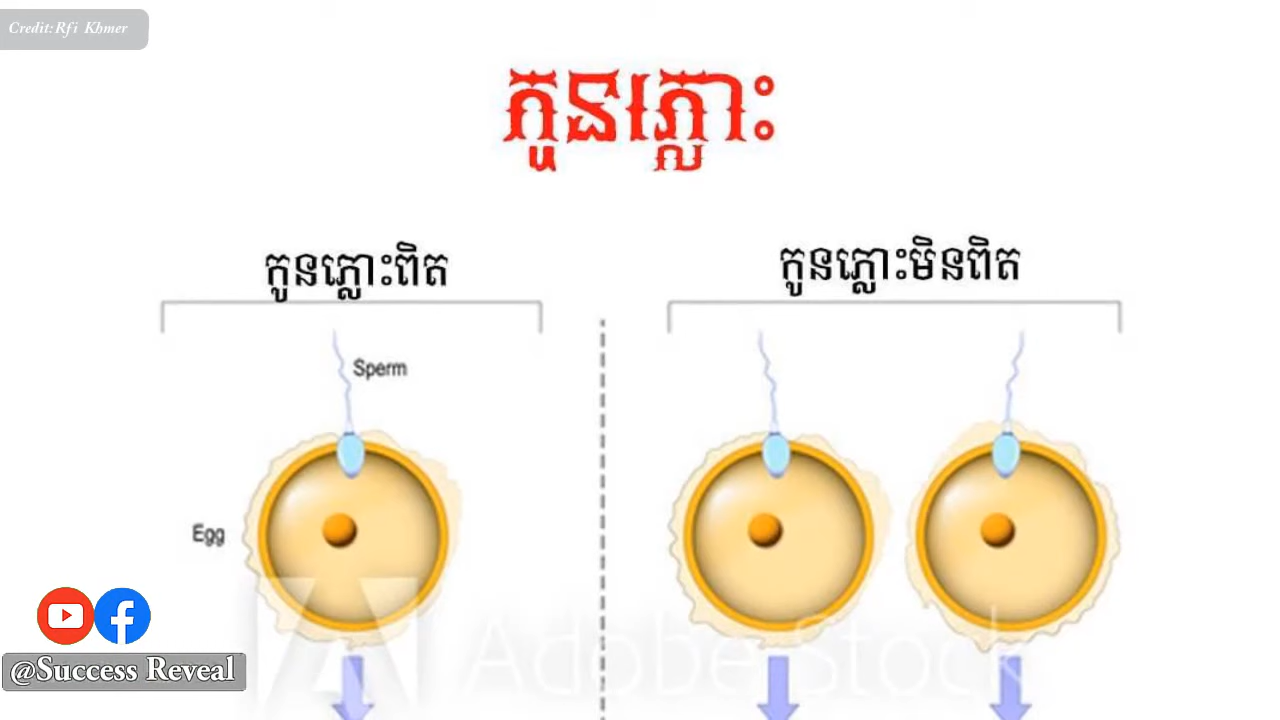 Credit:Rfi Khmer
កូនភ្លោះ
កូនភ្លោះពិត
កូនភ្លោះមិនពិត
Sperm
Egg
Adobe Stock
@Success Reveal